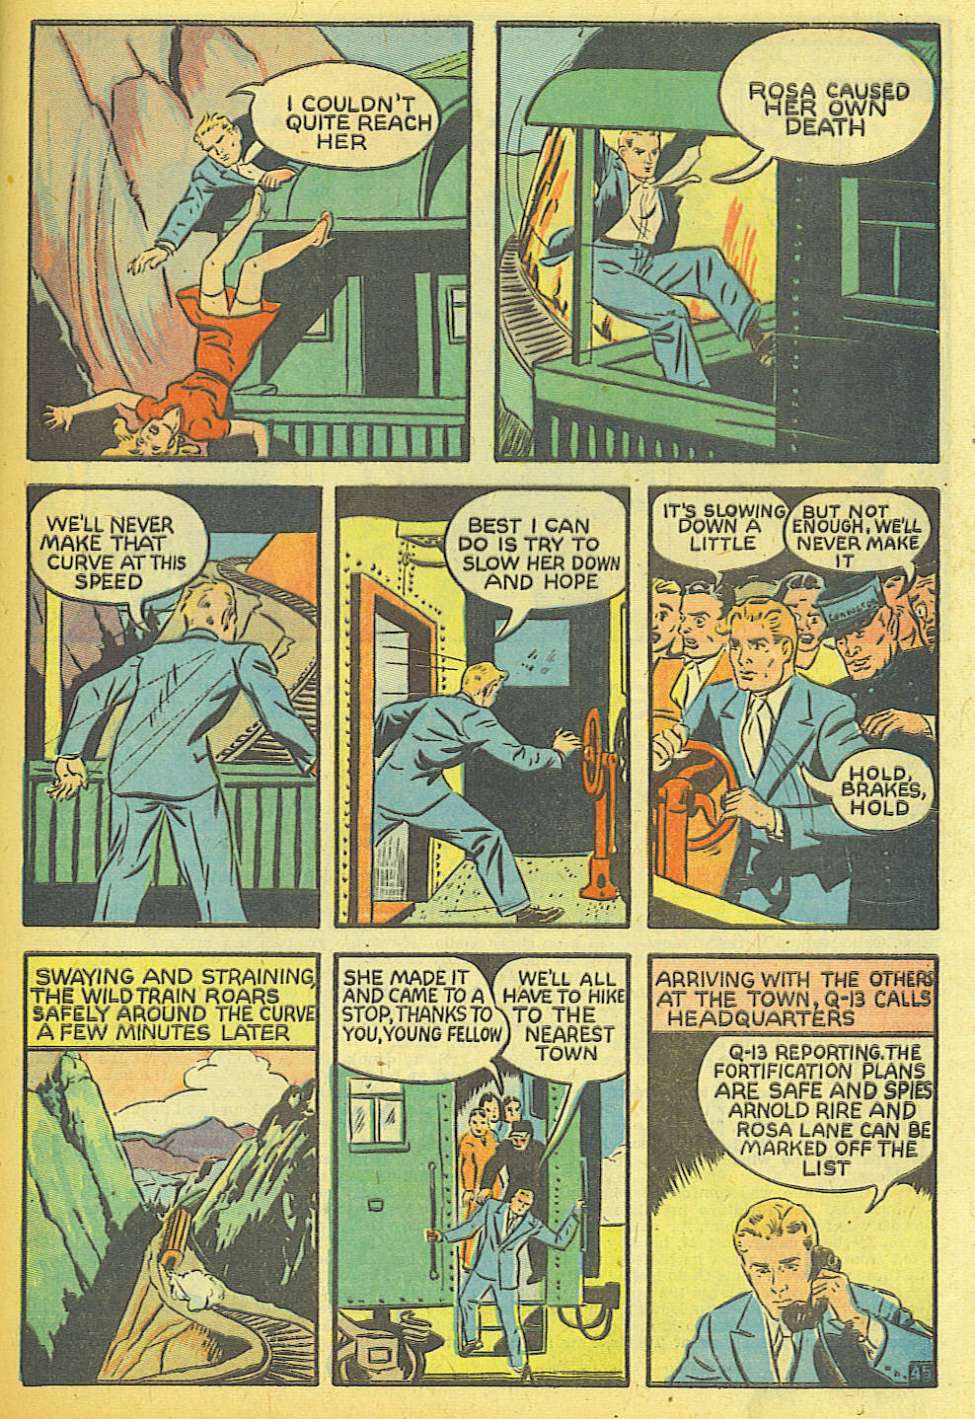 I COULDN'T
QUITE REACH
HER
ROSA CAUSED
HER OWN
DEATH
WE'LL NEVER
MAKE THAT
CURVE AT THIS
SPEED
BEST I CAN
DO IS TRY TO
SLOW HER DOWN
AND HOPE
IT'S SLOWING
DOWN A
LITTLE
BUT NOT
ENOUGH, WE'LL
NEVER MAKE
IT
CONDUCTOR
HOLD,
BRAKES,
HOLD
SWAYING AND STRAINING,
THE WILD TRAIN ROARS
SAFELY AROUND THE CURVE
A FEW MINUTES LATER
SHE MADE IT
AND CAME TO A
STOP, THANKS TO
YOU, YOUNG FELLOW
WE'LL ALL
HAVE TO HIKE
TO THE
NEAREST
TOWN
ARRIVING WITH THE OTHERS
AT THE TOWN, Q-13 CALLS
HEADQUARTERS
Q-13 REPORTING. THE
FORTIFICATION PLANS
ARE SAFE AND SPIES
ARNOLD RIRE AND
ROSA LANE CAN BE
MARKED OFF THE
LIST